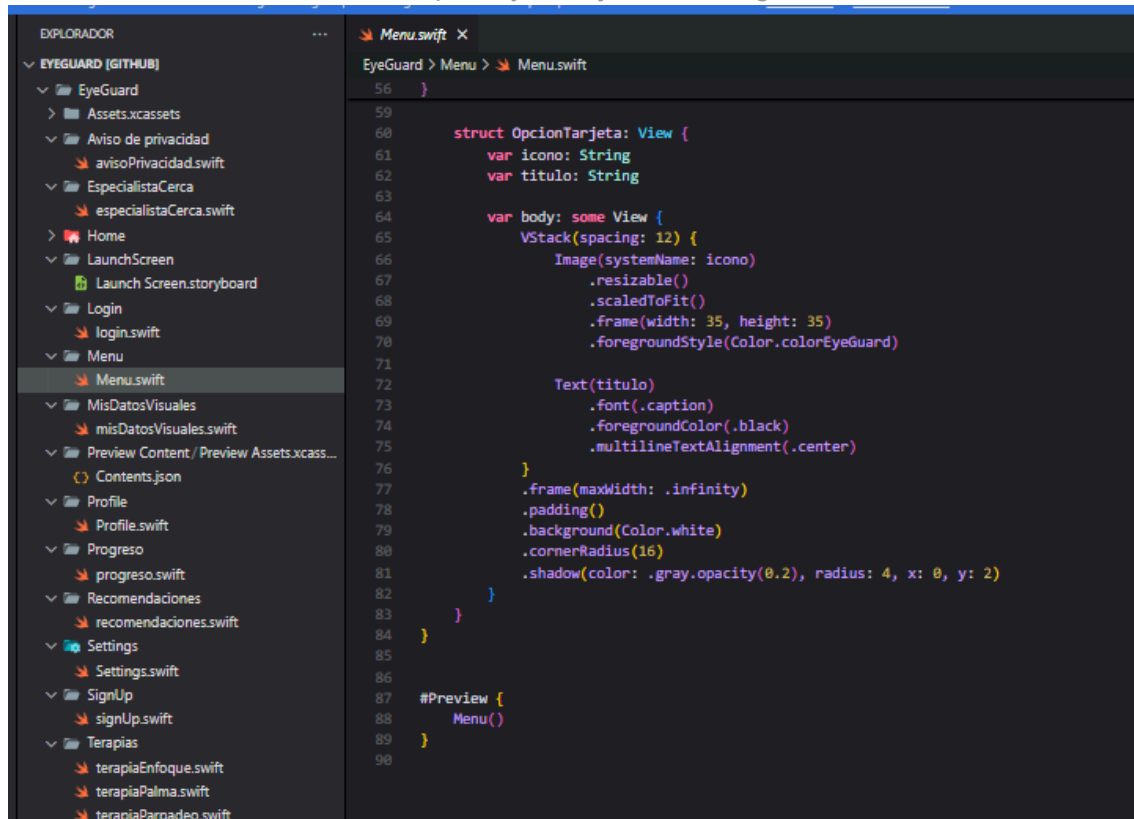 EXPLORADOR
EYEGUARD [GITHUB]
EyeGuard
Assets.xcassets
Aviso de privacidad
avisoPrivacidad.swift
EspecialistaCerca
especialistaCerca.swift
Home
LaunchScreen
Launch Screen.storyboard
Login
login.swift
Menu
Menu.swift
MisDatosVisuales
misDatosVisuales.swift
Preview Content / Preview Assets.xcass...
Contents.json
Profile
Profile.swift
Progreso
progreso.swift
Recomendaciones
recomendaciones.swift
Settings
Settings.swift
SignUp
signUp.swift
Terapias
terapiaEnfoque.swift
terapiaPalma.swift
terapiaParpadeo.swift
Menu.swift ×
EyeGuard > Menu > Menu.swift
56 }
59
60 struct OpcionTarjeta: View {
61 var icono: String
62 var titulo: String
63
64 var body: some View {
65 VStack(spacing: 12) {
66 Image(systemName: icono)
67 .resizable()
68 .scaledToFit()
69 .frame(width: 35, height: 35)
70 .foregroundStyle(Color.colorEyeGuard)
71
72 Text(titulo)
73 .font(.caption)
74 .foregroundColor(.black)
75 .multilineTextAlignment(.center)
76 }
77 .frame(maxWidth: .infinity)
78 .padding()
79 .background(Color.white)
80 .cornerRadius(16)
81 .shadow(color: .gray.opacity(0.2), radius: 4, x: 0, y: 2)
82 }
83 }
84 }
85
86
87 #Preview {
88 Menu()
89 }
90